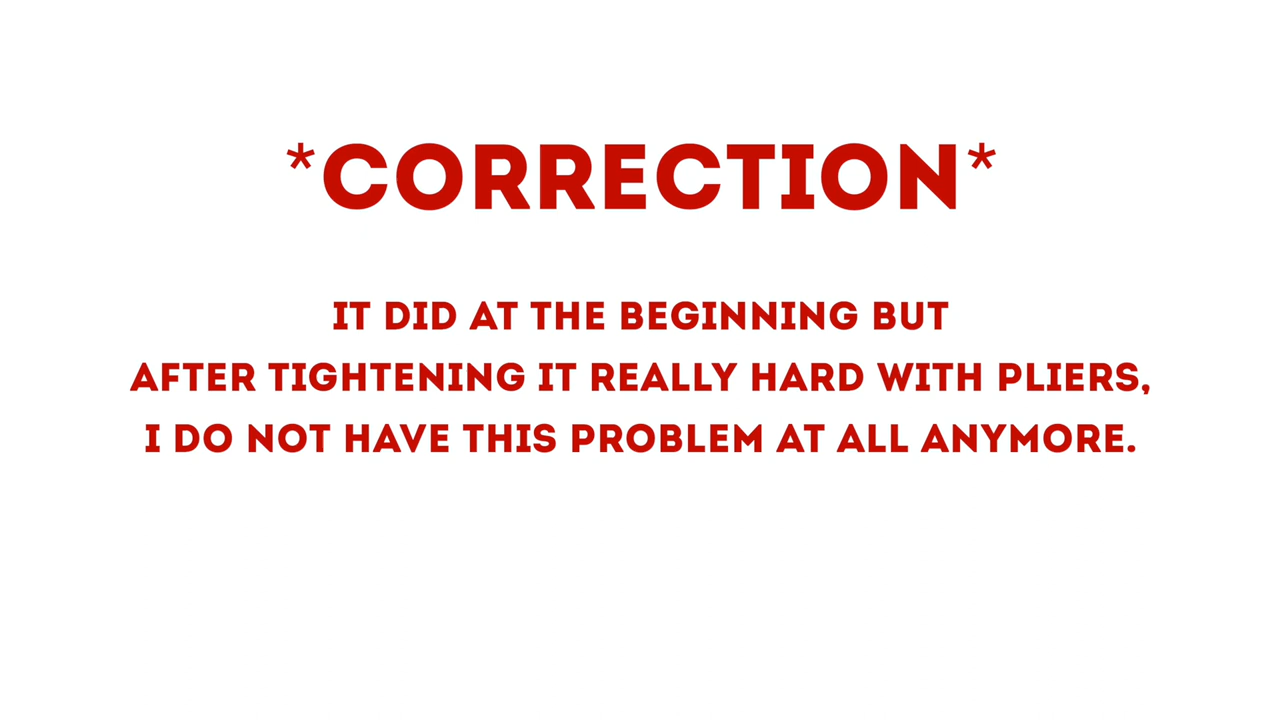 *CORRECTION*
IT DID AT THE BEGINNING BUT
AFTER TIGHTENING IT REALLY HARD WITH PLIERS,
I DO NOT HAVE THIS PROBLEM AT ALL ANYMORE.